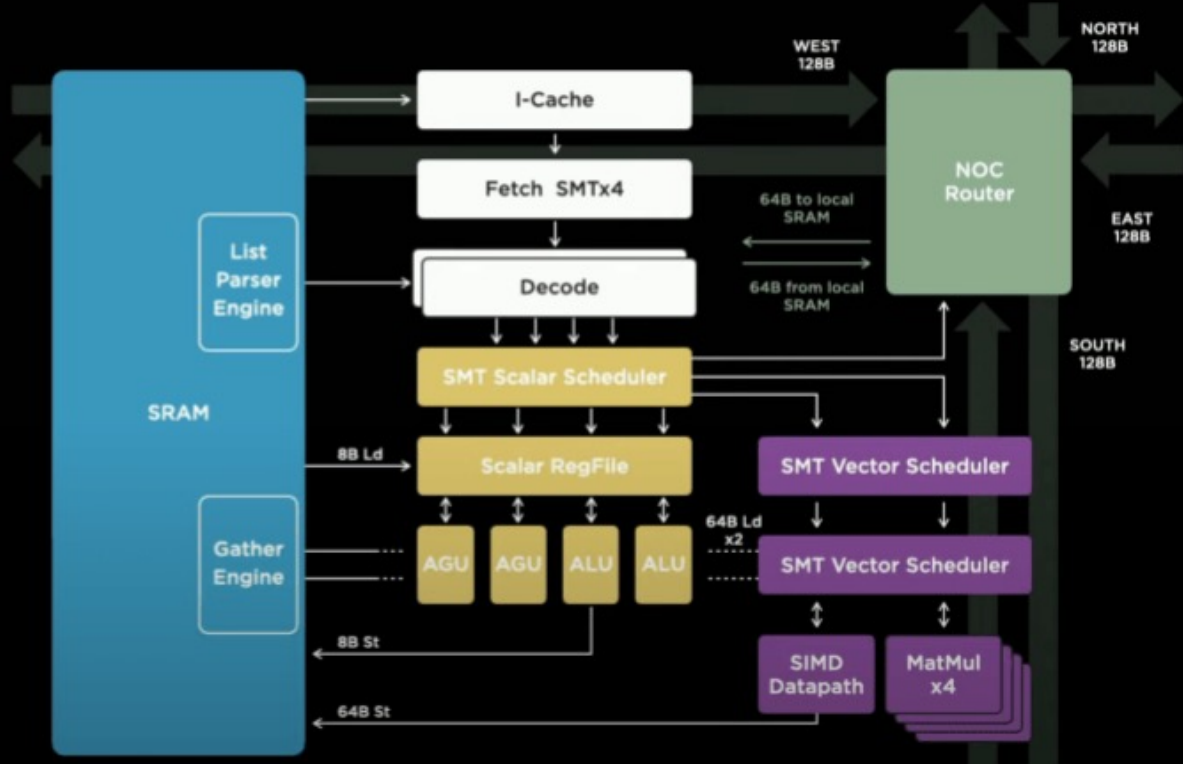 NORTH
128B
WEST
128B
I-Cache
NOC
Router
Fetch SMTx4
64B to local
SRAM
EAST
128B
List
Parser
Engine
Decode
64B from local
SRAM
SOUTH
128B
SMT Scalar Scheduler
SRAM
8B Ld
Scalar RegFile
SMT Vector Scheduler
64B Ld
x2
Gather
Engine
AGU
AGU
ALU
ALU
SMT Vector Scheduler
8B St
SIMD
Datapath
MatMul
x4
64B St